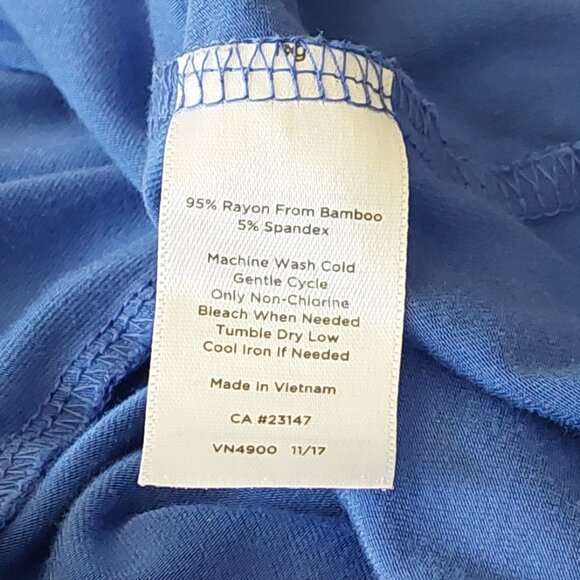 95% Rayon From Bamboo
5% Spandex
Machine Wash Cold
Gentle Cycle
Only Non-Chlorine
Bleach When Needed
Tumble Dry Low
Cool Iron if Needed
Made in Vietnam
CA #23147
VN4900 11/17